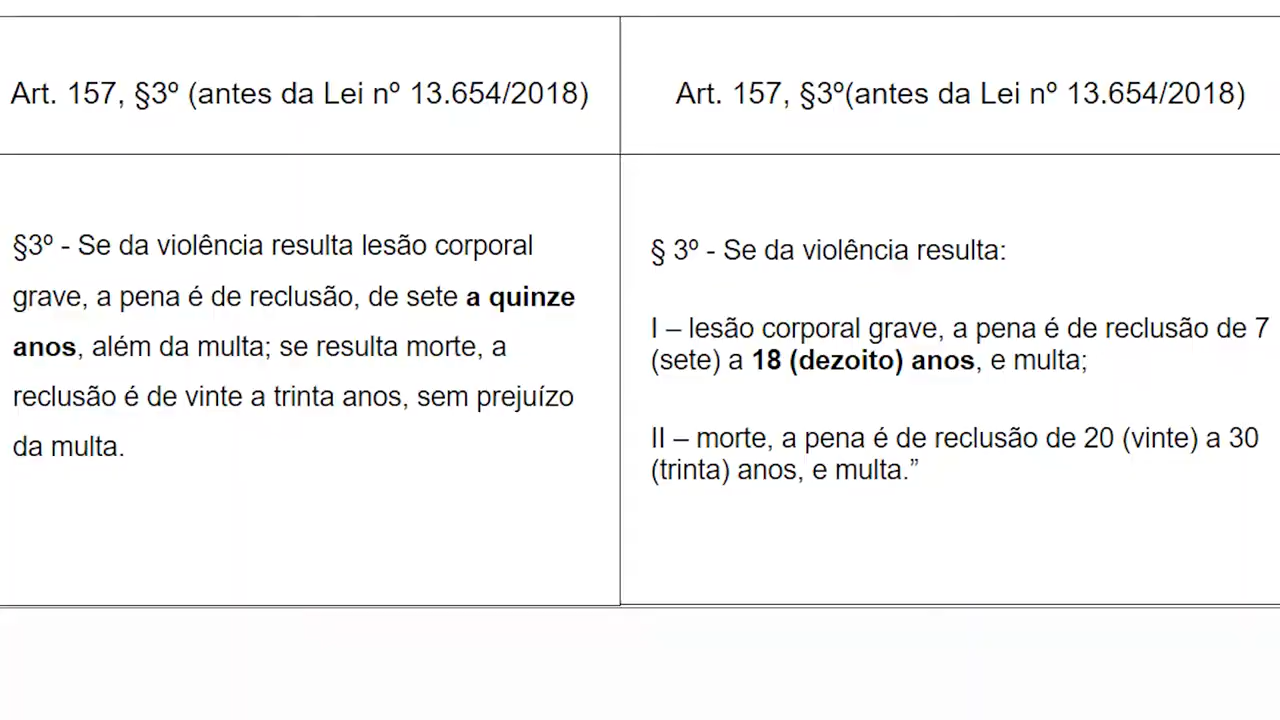 Art. 157, §3º (antes da Lei nº 13.654/2018)
Art. 157, §3º(antes da Lei nº 13.654/2018)
§3º - Se da violência resulta lesão corporal
grave, a pena é de reclusão, de sete a quinze
anos, além da multa; se resulta morte, a
reclusão é de vinte a trinta anos, sem prejuízo
da multa.
§ 3º - Se da violência resulta:
I – lesão corporal grave, a pena é de reclusão de 7
(sete) a 18 (dezoito) anos, e multa;
II – morte, a pena é de reclusão de 20 (vinte) a 30
(trinta) anos, e multa.”